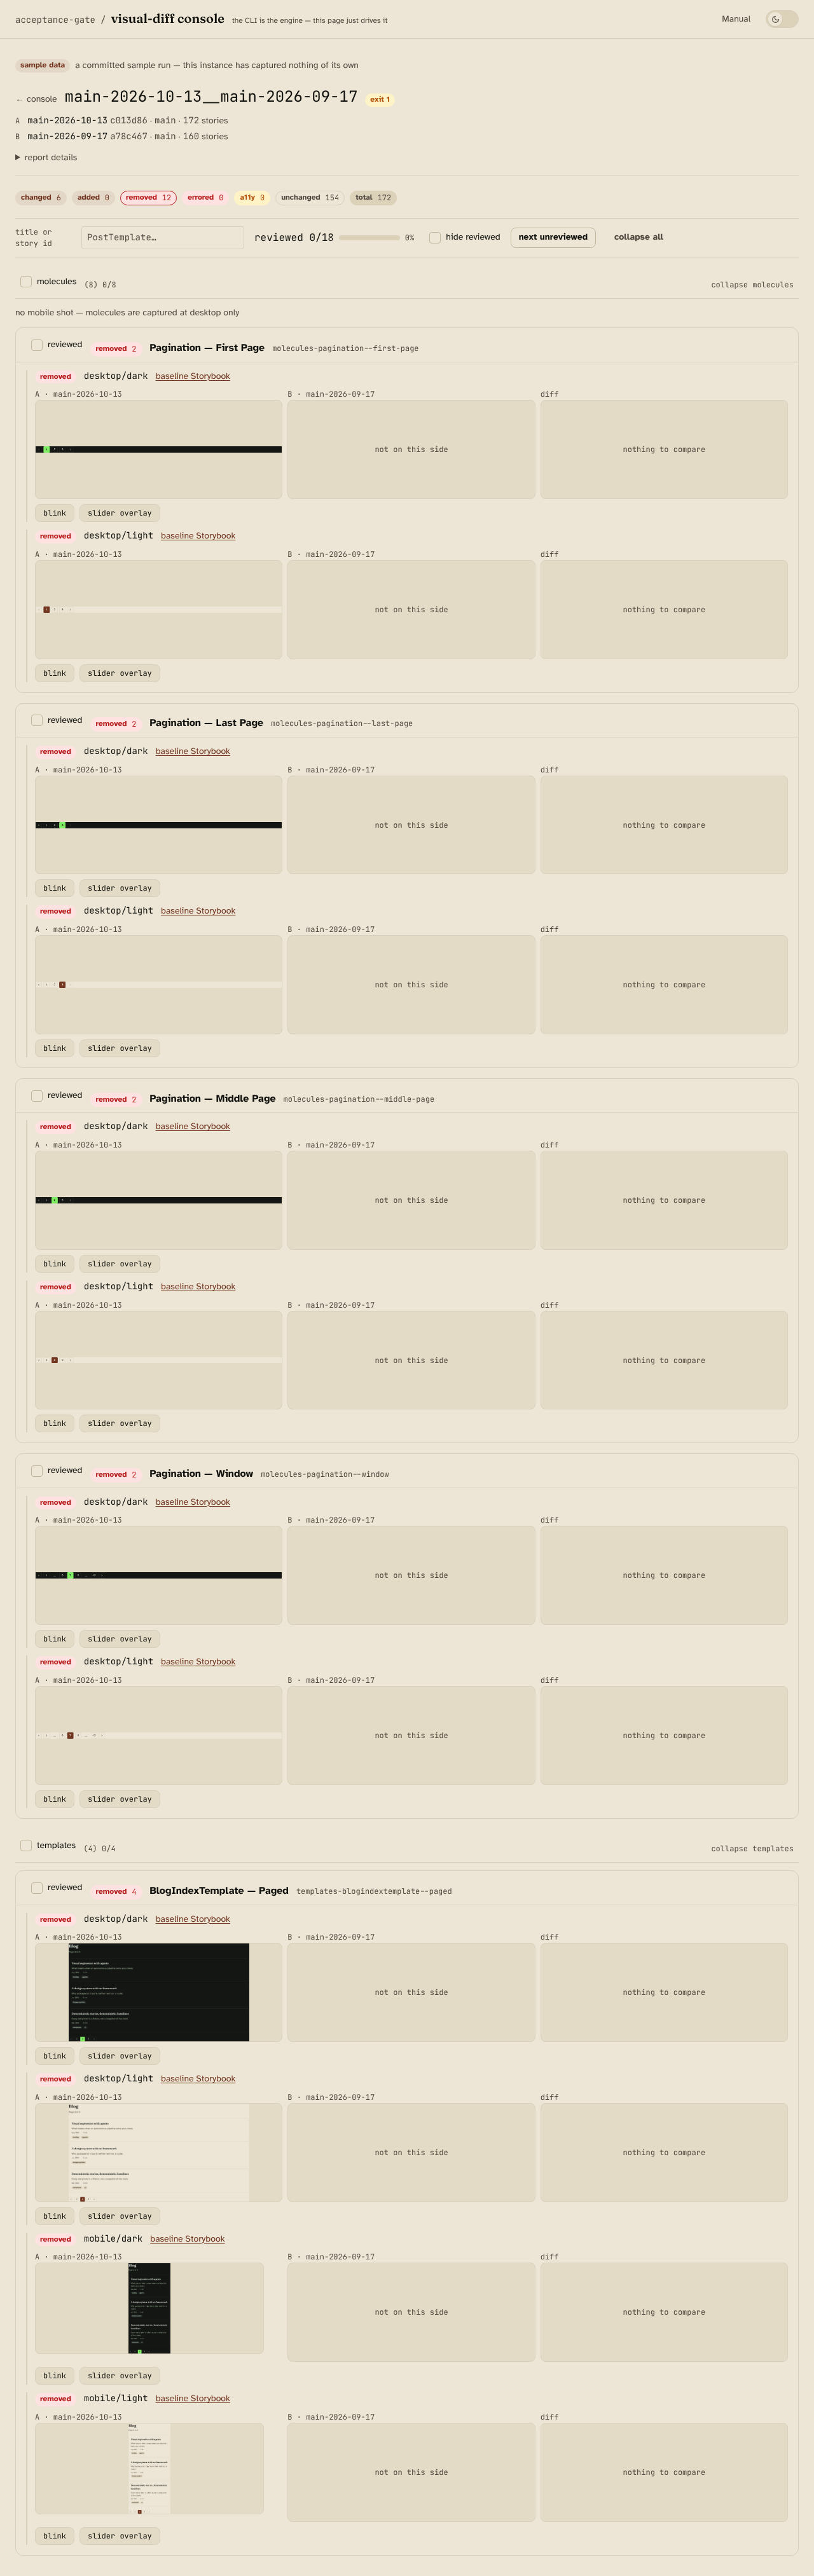 acceptance-gate / visual-diff console the CLI is the engine — this page just drives it Manual
sample data a committed sample run — this instance has captured nothing of its own
← console main-2026-10-13__main-2026-09-17 exit 1
A main-2026-10-13 c013d86 · main · 172 stories
B main-2026-09-17 a78c467 · main · 160 stories
▶ report details
changed 6 added 0 removed 12 errored 0 a11y 0 unchanged 154 total 172
title or story id PostTemplate… reviewed 0/18 0% hide reviewed next unreviewed collapse all
molecules (8) 0/8 collapse molecules
no mobile shot — molecules are captured at desktop only
reviewed removed 2 Pagination — First Page molecules-pagination--first-page
removed desktop/dark baseline Storybook
A · main-2026-10-13 B · main-2026-09-17 diff
not on this side nothing to compare
blink slider overlay
removed desktop/light baseline Storybook
A · main-2026-10-13 B · main-2026-09-17 diff
not on this side nothing to compare
blink slider overlay
reviewed removed 2 Pagination — Last Page molecules-pagination--last-page
removed desktop/dark baseline Storybook
A · main-2026-10-13 B · main-2026-09-17 diff
not on this side nothing to compare
blink slider overlay
removed desktop/light baseline Storybook
A · main-2026-10-13 B · main-2026-09-17 diff
not on this side nothing to compare
blink slider overlay
reviewed removed 2 Pagination — Middle Page molecules-pagination--middle-page
removed desktop/dark baseline Storybook
A · main-2026-10-13 B · main-2026-09-17 diff
not on this side nothing to compare
blink slider overlay
removed desktop/light baseline Storybook
A · main-2026-10-13 B · main-2026-09-17 diff
not on this side nothing to compare
blink slider overlay
reviewed removed 2 Pagination — Window molecules-pagination--window
removed desktop/dark baseline Storybook
A · main-2026-10-13 B · main-2026-09-17 diff
not on this side nothing to compare
blink slider overlay
removed desktop/light baseline Storybook
A · main-2026-10-13 B · main-2026-09-17 diff
not on this side nothing to compare
blink slider overlay
templates (4) 0/4 collapse templates
reviewed removed 4 BlogIndexTemplate — Paged templates-blogindextemplate--paged
removed desktop/dark baseline Storybook
A · main-2026-10-13 B · main-2026-09-17 diff
Blog
not on this side nothing to compare
blink slider overlay
removed desktop/light baseline Storybook
A · main-2026-10-13 B · main-2026-09-17 diff
Blog
not on this side nothing to compare
blink slider overlay
removed mobile/dark baseline Storybook
A · main-2026-10-13 B · main-2026-09-17 diff
Blog
not on this side nothing to compare
blink slider overlay
removed mobile/light baseline Storybook
A · main-2026-10-13 B · main-2026-09-17 diff
Blog
not on this side nothing to compare
blink slider overlay